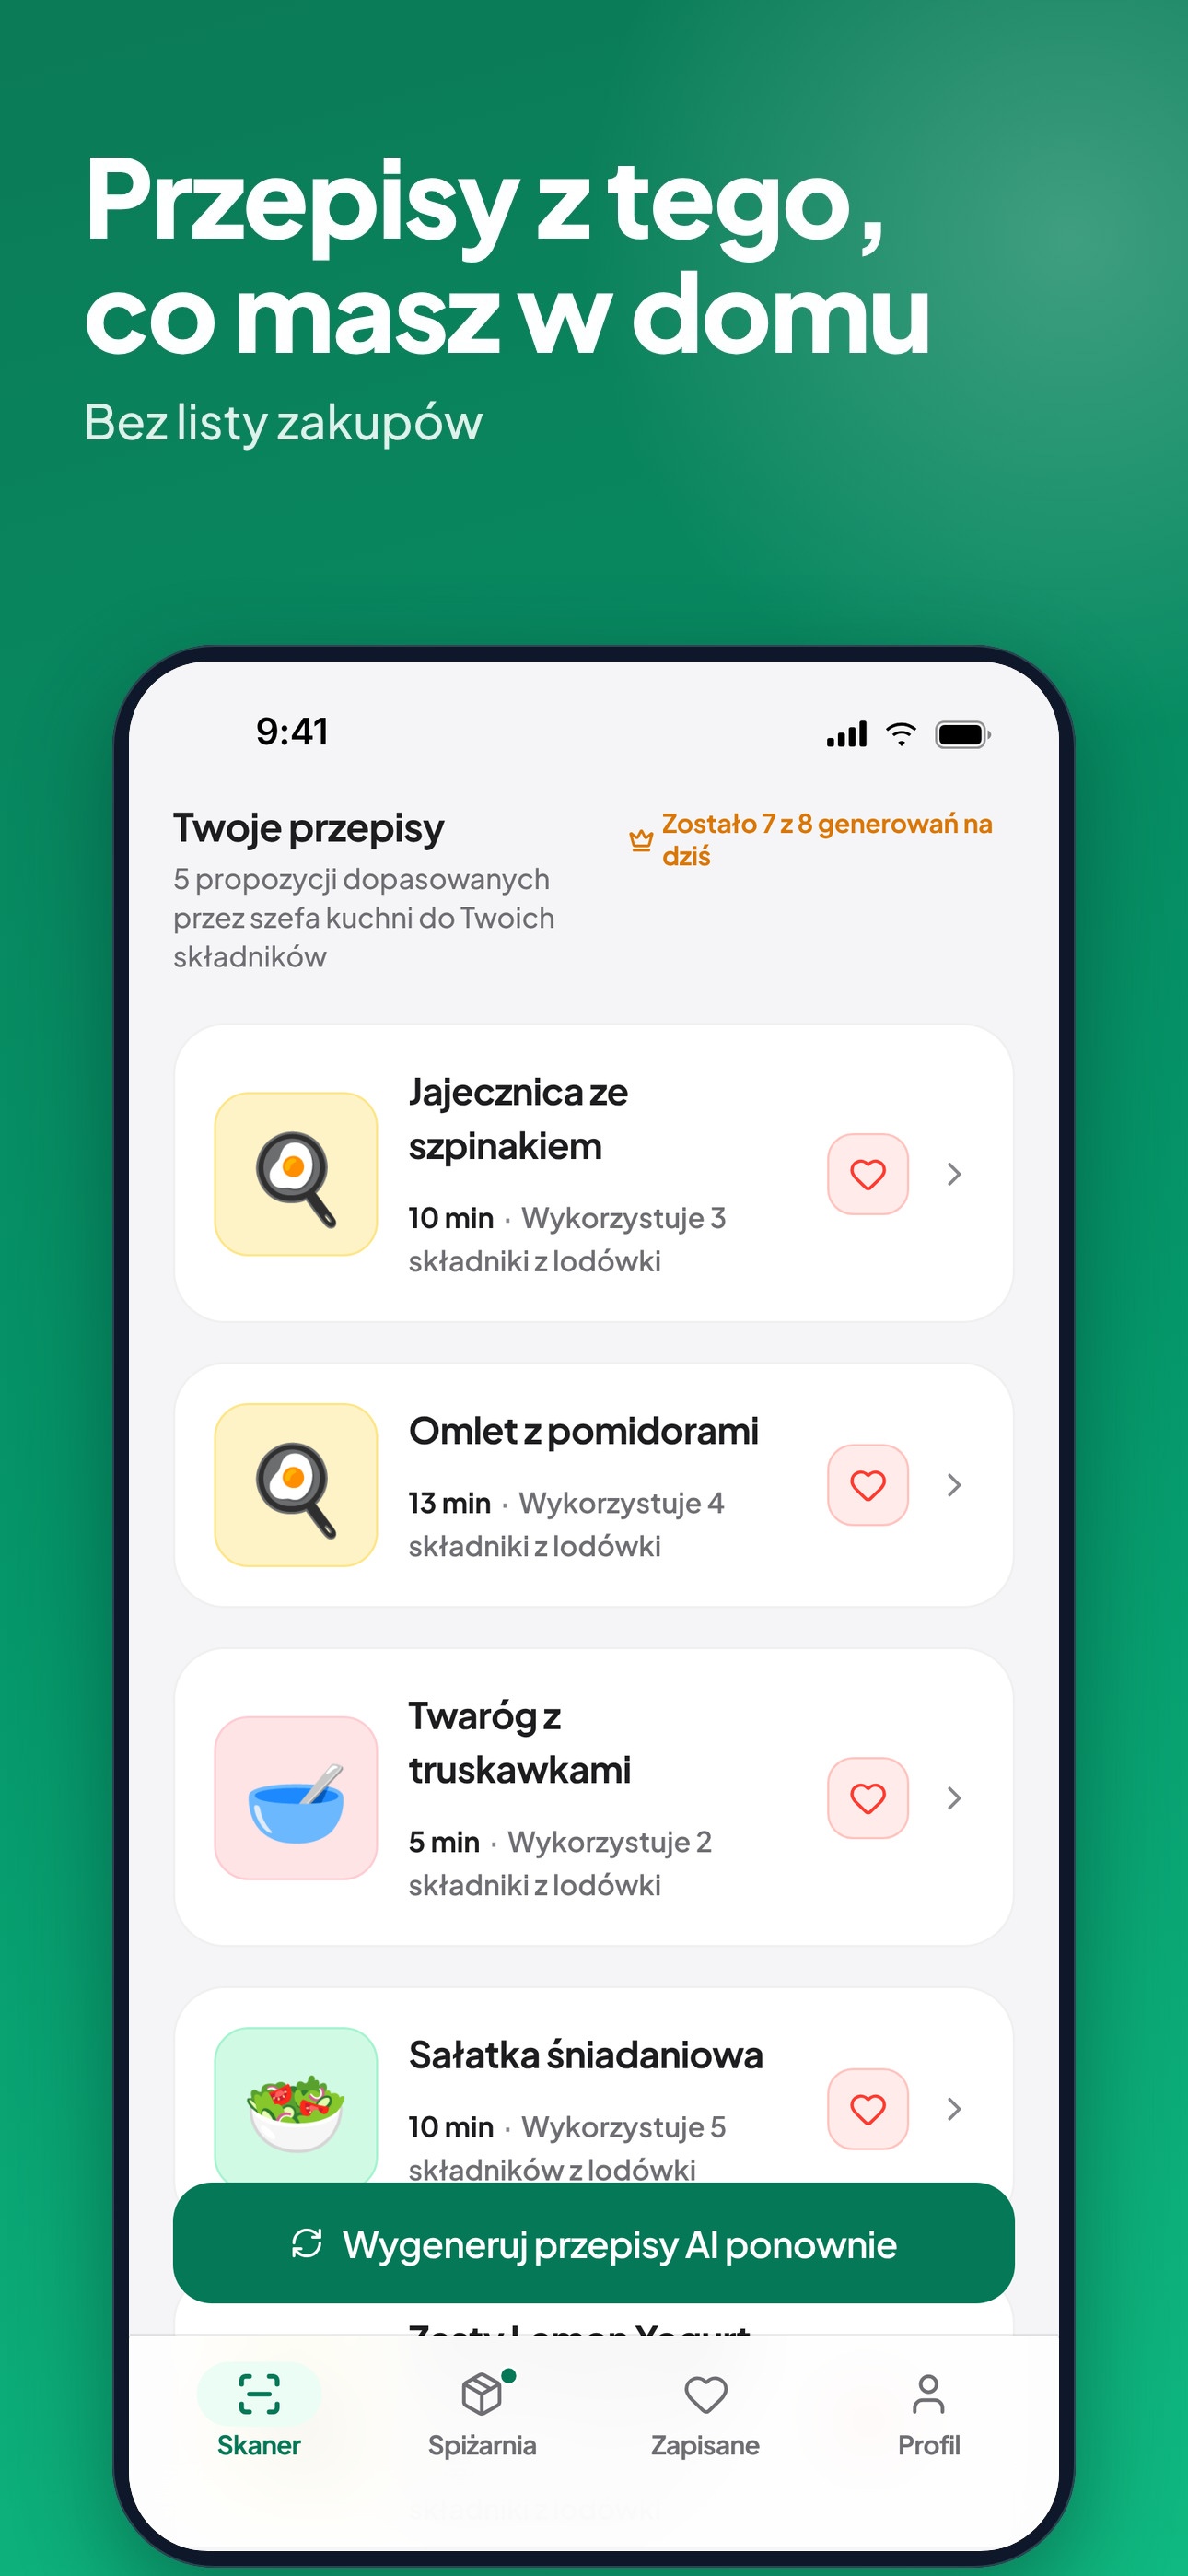 Przepisy z tego,
co masz w domu
Bez listy zakupów
9:41
Twoje przepisy
Zostało 7 z 8 generowań na
dziś
5 propozycji dopasowanych
przez szefa kuchni do Twoich
składników
Jajecznica ze
szpinakiem
10 min · Wykorzystuje 3
składniki z lodówki
Omlet z pomidorami
13 min · Wykorzystuje 4
składniki z lodówki
Twaróg z
truskawkami
5 min · Wykorzystuje 2
składniki z lodówki
Sałatka śniadaniowa
10 min · Wykorzystuje 5
składników z lodówki
Wygeneruj przepisy AI ponownie
Zesty Lemon Yogurt
Skaner
Spiżarnia
Zapisane
Profil